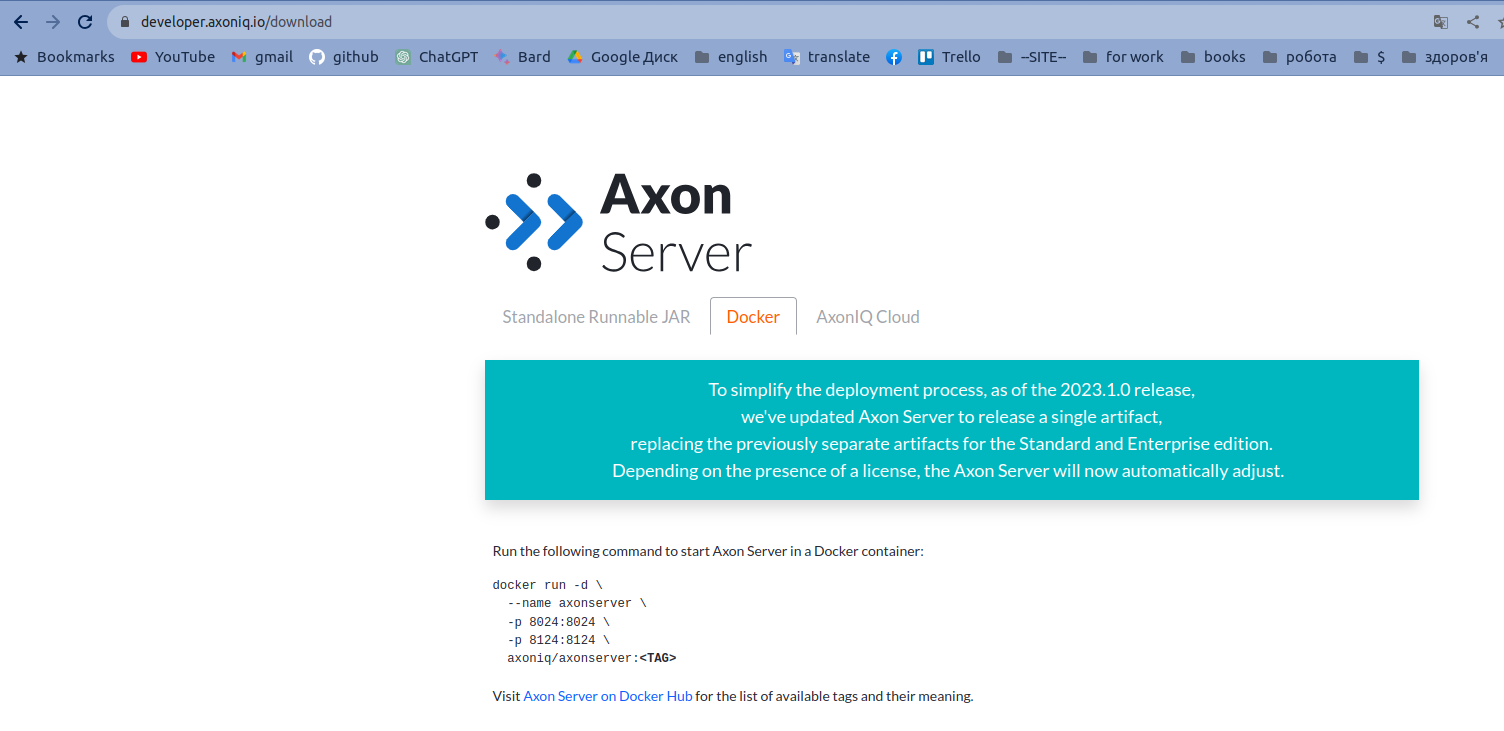 developer.axoniq.io/download
Bookmarks YouTube gmail github ChatGPT Bard Google Диск english translate Trello --SITE-- for work books робота $ здоров'я
Axon
Server
Standalone Runnable JAR Docker AxonIQ Cloud
To simplify the deployment process, as of the 2023.1.0 release,
we've updated Axon Server to release a single artifact,
replacing the previously separate artifacts for the Standard and Enterprise edition.
Depending on the presence of a license, the Axon Server will now automatically adjust.
Run the following command to start Axon Server in a Docker container:
docker run -d \
--name axonserver \
-p 8024:8024 \
-p 8124:8124 \
axoniq/axonserver:<TAG>
Visit Axon Server on Docker Hub for the list of available tags and their meaning.